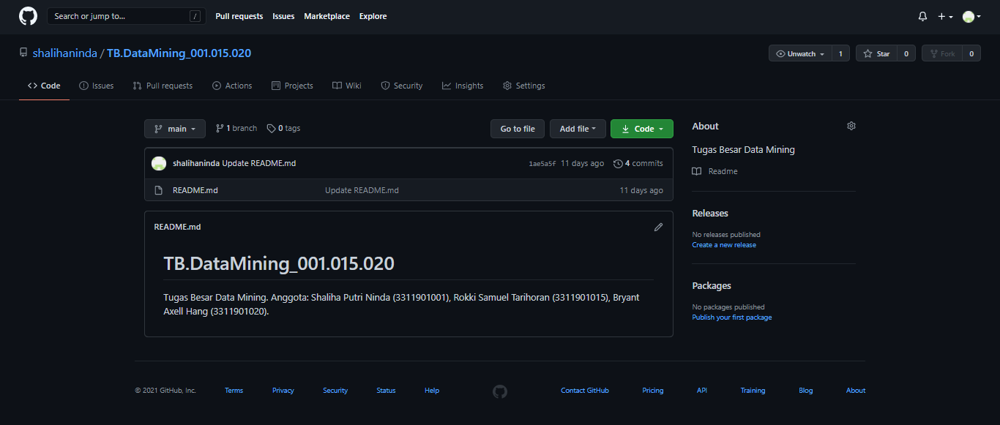 Search or jump to... /
Pull requests Issues Marketplace Explore
shalihaninda / TB.DataMining_001.015.020
Unwatch 1 Star 0 Fork 0
Code Issues Pull requests Actions Projects Wiki Security Insights Settings
main 1 branch 0 tags
Go to file Add file Code
shalihaninda Update README.md 1ae5a5f 11 days ago 4 commits
README.md Update README.md 11 days ago
README.md
TB.DataMining_001.015.020
Tugas Besar Data Mining. Anggota: Shaliha Putri Ninda (3311901001), Rokki Samuel Tarihoran (3311901015), Bryant
Axell Hang (3311901020).
About
Tugas Besar Data Mining
Readme
Releases
No releases published
Create a new release
Packages
No packages published
Publish your first package
© 2021 GitHub, Inc. Terms Privacy Security Status Help Contact GitHub Pricing API Training Blog About